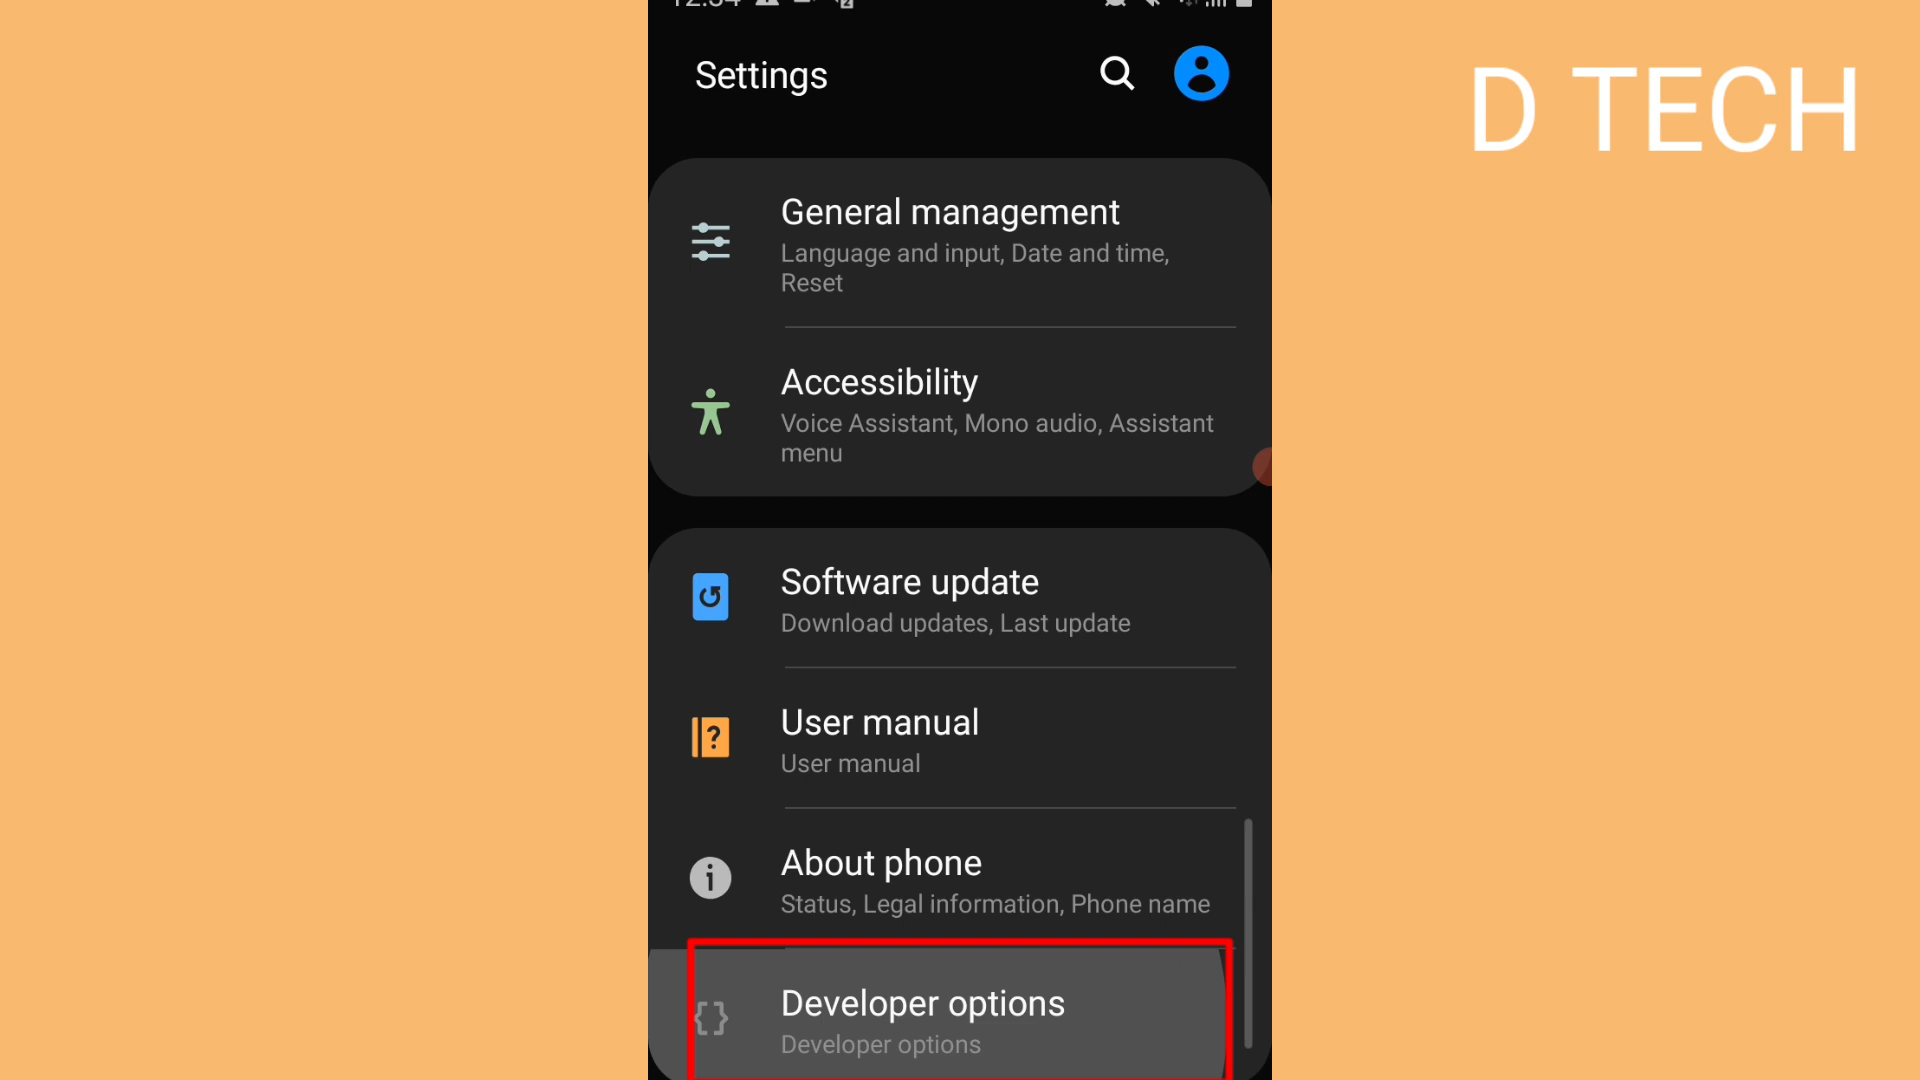 Settings
D TECH
General management
Language and input, Date and time,
Reset
Accessibility
Voice Assistant, Mono audio, Assistant
menu
Software update
Download updates, Last update
User manual
User manual
About phone
Status, Legal information, Phone name
Developer options
Developer options